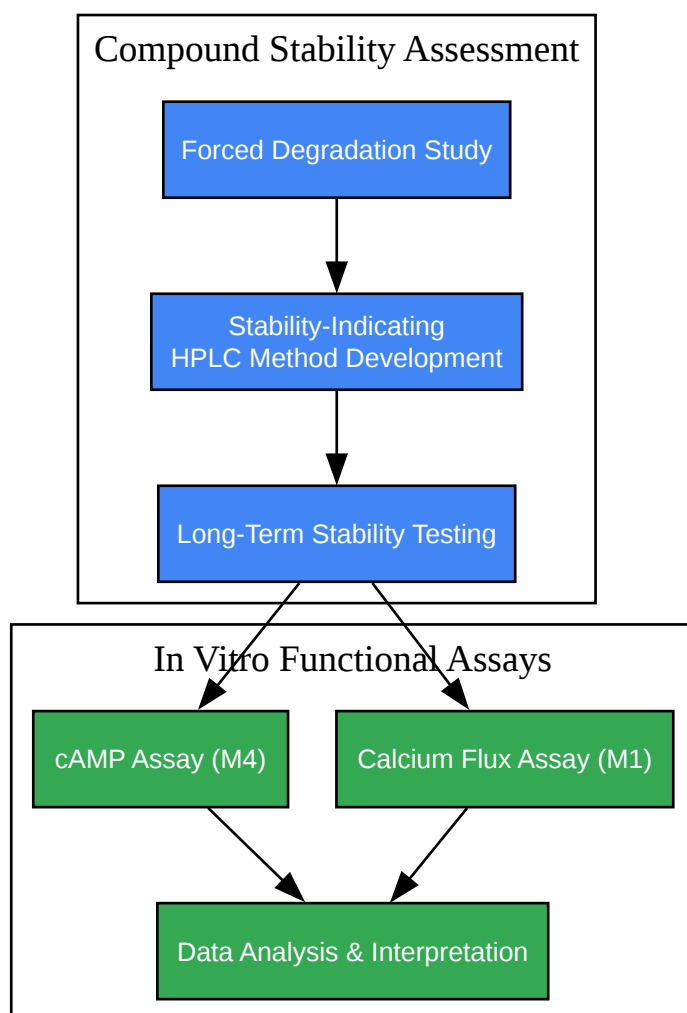 Compound Stability Assessment
Forced Degradation Study
Stability-Indicating
HPLC Method Development
Long-Term Stability Testing
In Vitro Functional Assays
cAMP Assay (M4)
Calcium Flux Assay (M1)
Data Analysis & Interpretation